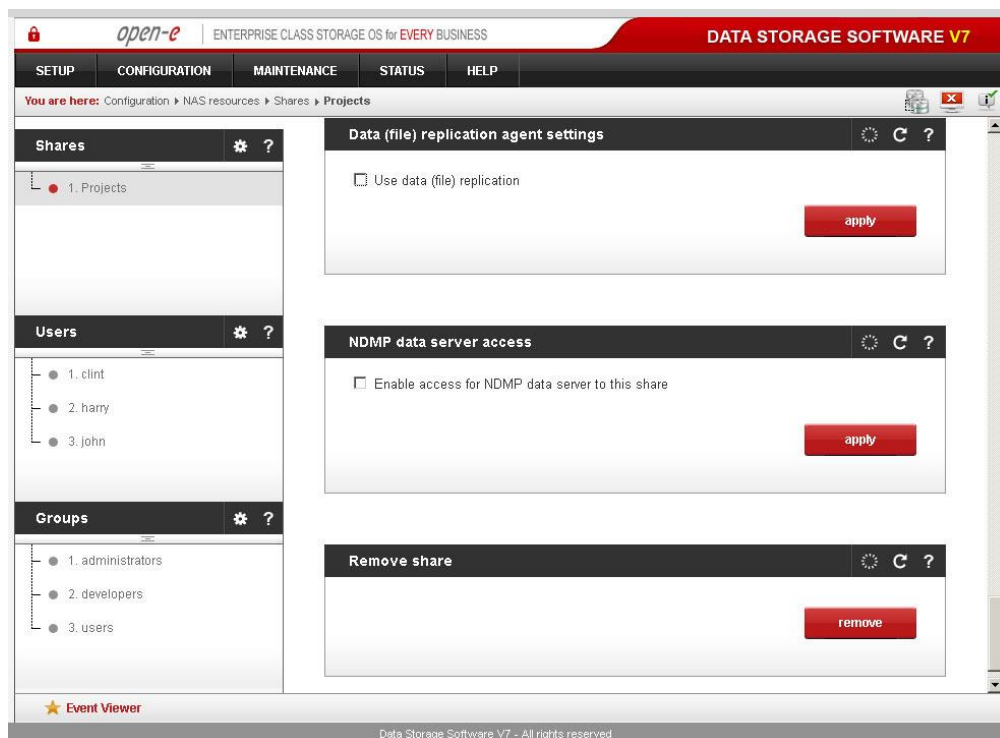 open-e ENTERPRISE CLASS STORAGE OS for EVERY BUSINESS DATA STORAGE SOFTWARE V7
SETUP CONFIGURATION MAINTENANCE STATUS HELP
You are here: Configuration ▸ NAS resources ▸ Shares ▸ Projects
Shares ?
1. Projects
Users ?
1. clint
2. harry
3. john
Groups ?
1. administrators
2. developers
3. users
Data (file) replication agent settings ?
Use data (file) replication
apply
NDMP data server access ?
Enable access for NDMP data server to this share
apply
Remove share ?
remove
Event Viewer
Data Storage Software V7 - All rights reserved